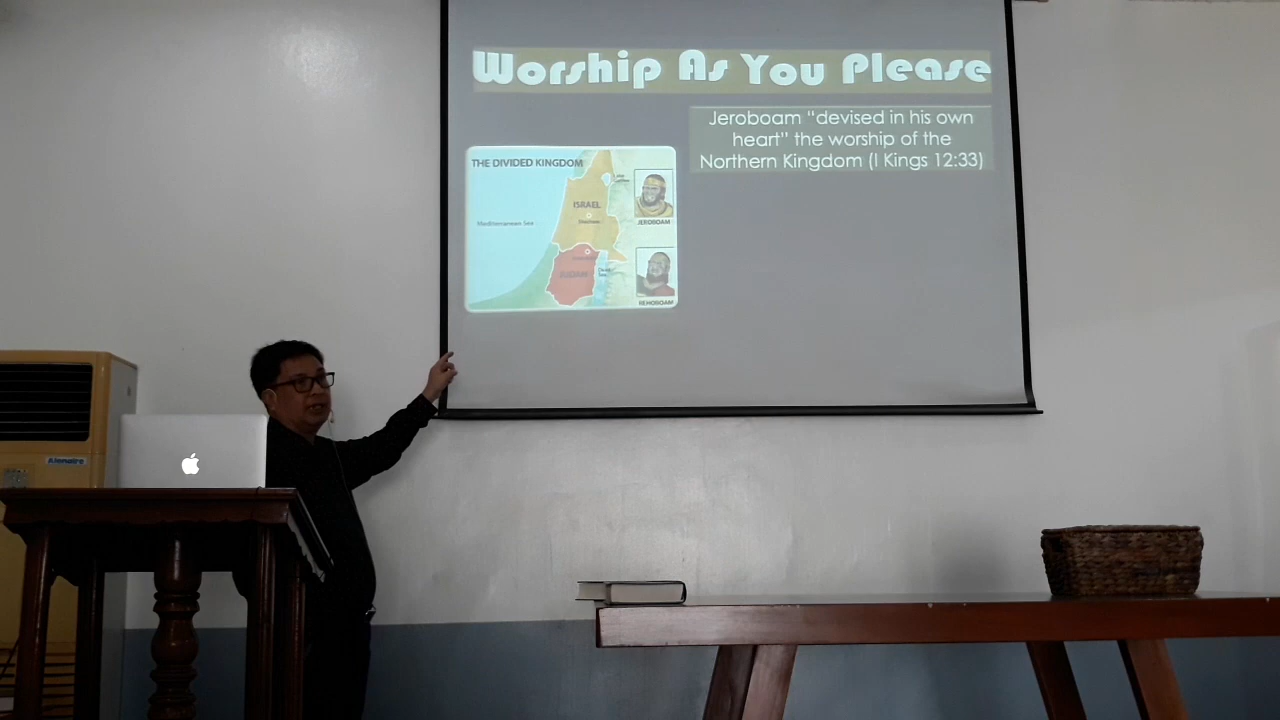 Worship As You Please
Jeroboam "devised in his own
heart" the worship of the
Northern Kingdom (I Kings 12:33)
THE DIVIDED KINGDOM
ISRAEL
Shechem
Mediterranean Sea
JEROBOAM
JUDAH
REHOBOAM